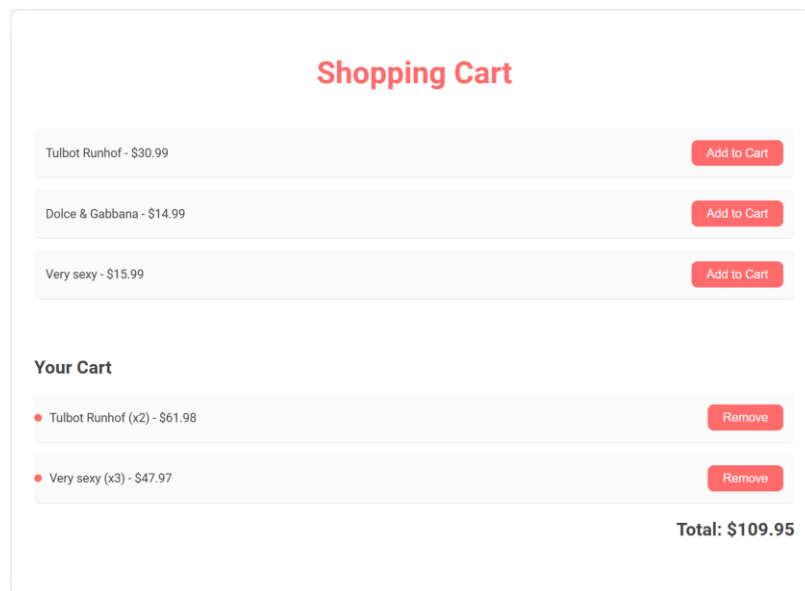 Shopping Cart
Tulbot Runhof - $30.99
Add to Cart
Dolce & Gabbana - $14.99
Add to Cart
Very sexy - $15.99
Add to Cart
Your Cart
Tulbot Runhof (x2) - $61.98
Remove
Very sexy (x3) - $47.97
Remove
Total: $109.95